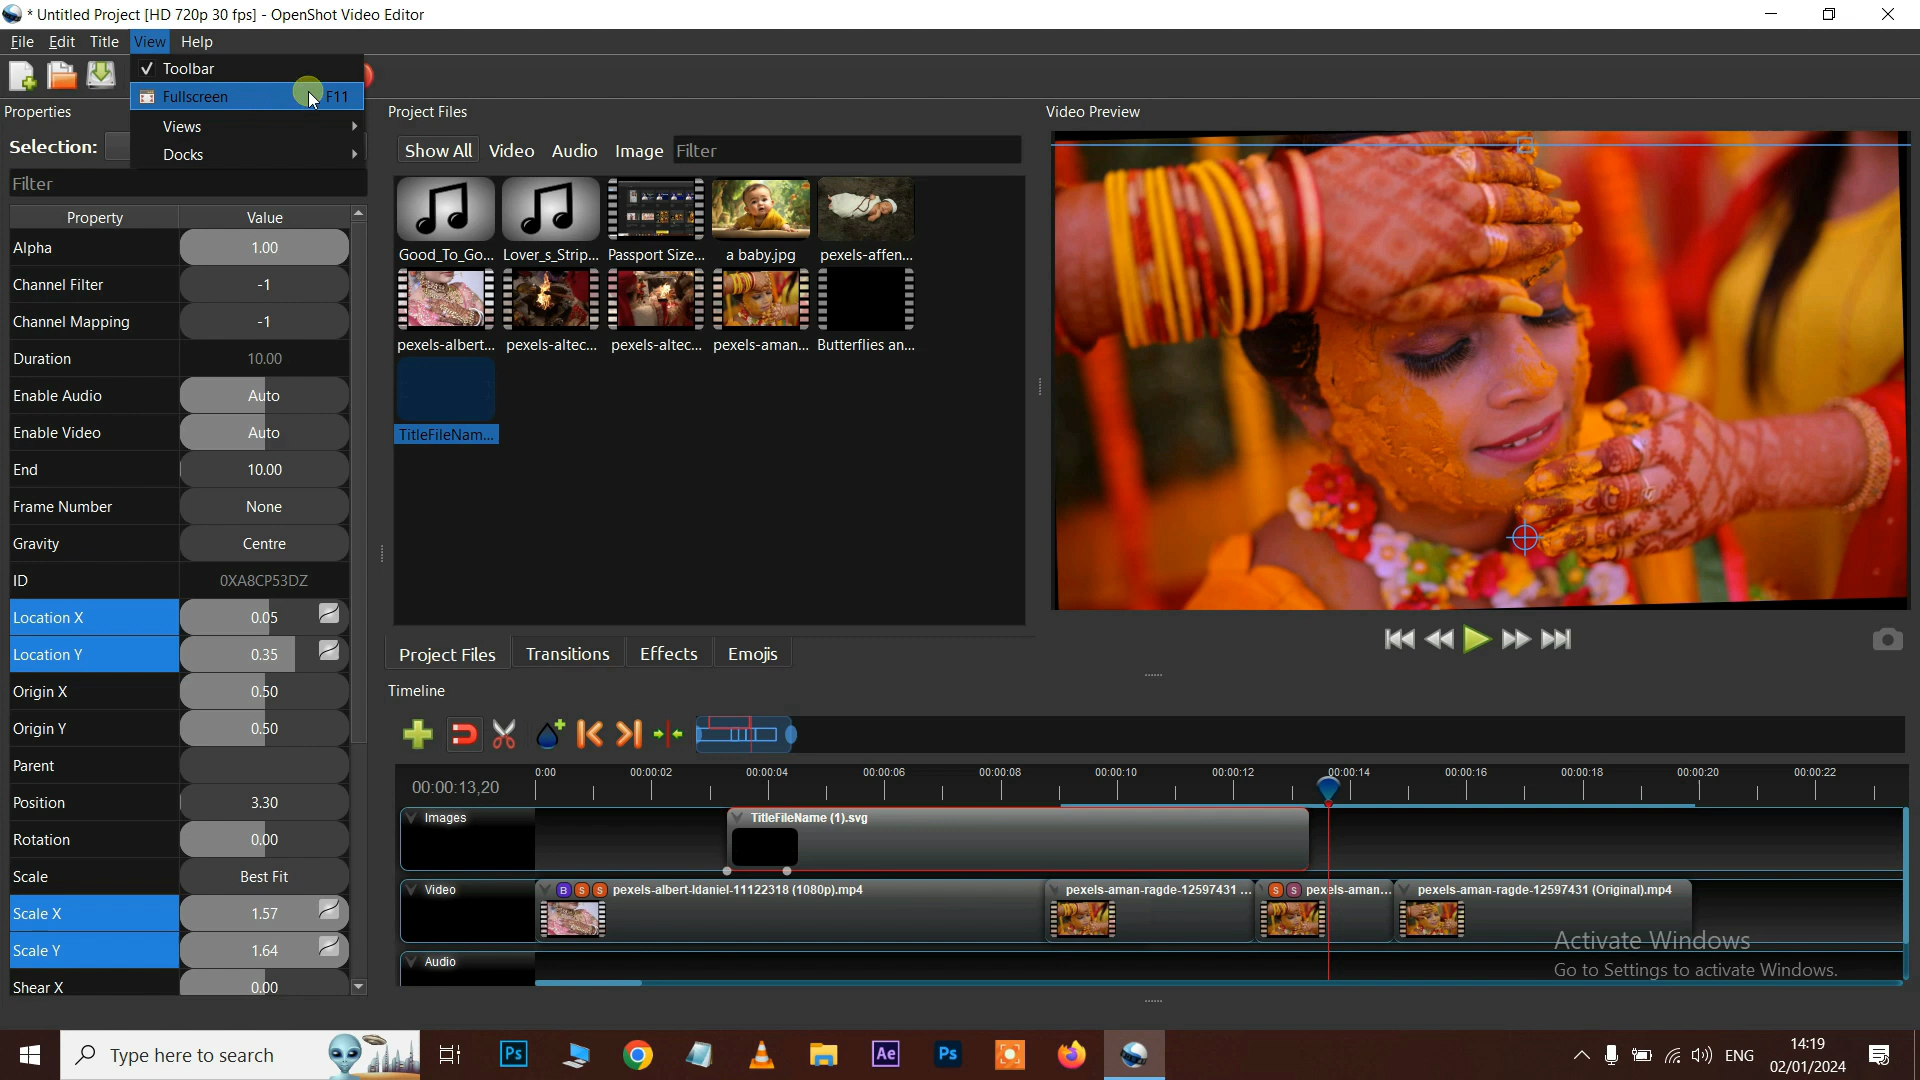 * Untitled Project [HD 720p 30 fps] - OpenShot Video Editor
File Edit Title View Help
Toolbar
Fullscreen F11
Views
Docks
Properties
Selection:
Filter
Property Value
Alpha 1.00
Channel Filter -1
Channel Mapping -1
Duration 10.00
Enable Audio Auto
Enable Video Auto
End 10.00
Frame Number None
Gravity Centre
ID 0XA8CP53DZ
Location X 0.05
Location Y 0.35
Origin X 0.50
Origin Y 0.50
Parent
Position 3.30
Rotation 0.00
Scale Best Fit
Scale X 1.57
Scale Y 1.64
Shear X 0.00
Project Files
Show All Video Audio Image Filter
Good_To_Go... Lover_s_Strip... Passport Size... a baby.jpg pexels-affen...
pexels-albert... pexels-altec... pexels-altec... pexels-aman... Butterflies an...
TitleFileNam...
Project Files Transitions Effects Emojis
Video Preview
Timeline
00:00:13,20
0:00 00:00:02 00:00:04 00:00:06 00:00:08 00:00:10 00:00:12 00:00:14 00:00:16 00:00:18 00:00:20 00:00:22
Images
TitleFileName (1).svg
Video
B S S pexels-albert-ldaniel-11122318 (1080p).mp4
pexels-aman-ragde-12597431 ...
S S pexels-aman...
pexels-aman-ragde-12597431 (Original).mp4
Audio
Activate Windows
Go to Settings to activate Windows.
Type here to search
Ps
Ae
Ps
ENG
14:19
02/01/2024